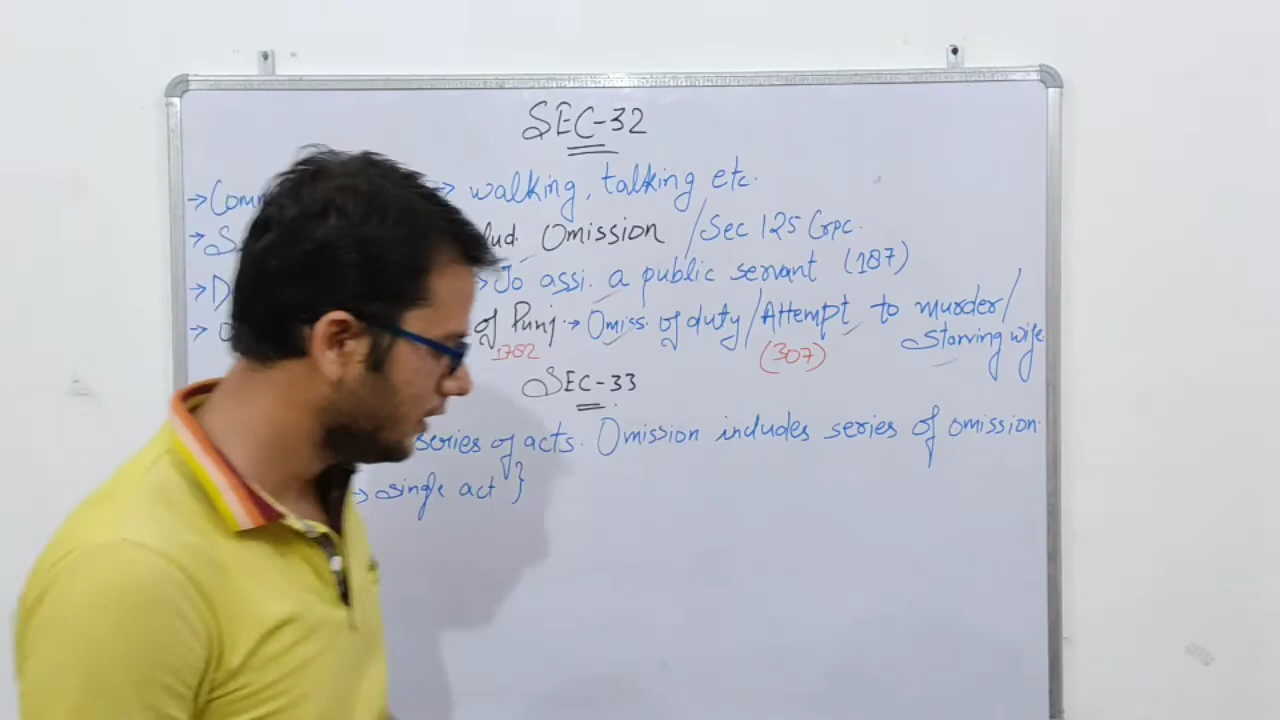 SEC-32
→ Com → walking, talking etc.
→ S lud. Omission / Sec 125 Crpc.
→ D → To assi. a public servant (187)
→ O of Punj. → Omiss. of duty / Attempt to murder /
Starving wife
1782 (307)
SEC-33
series of acts. Omission includes series of omission.
→ single act }